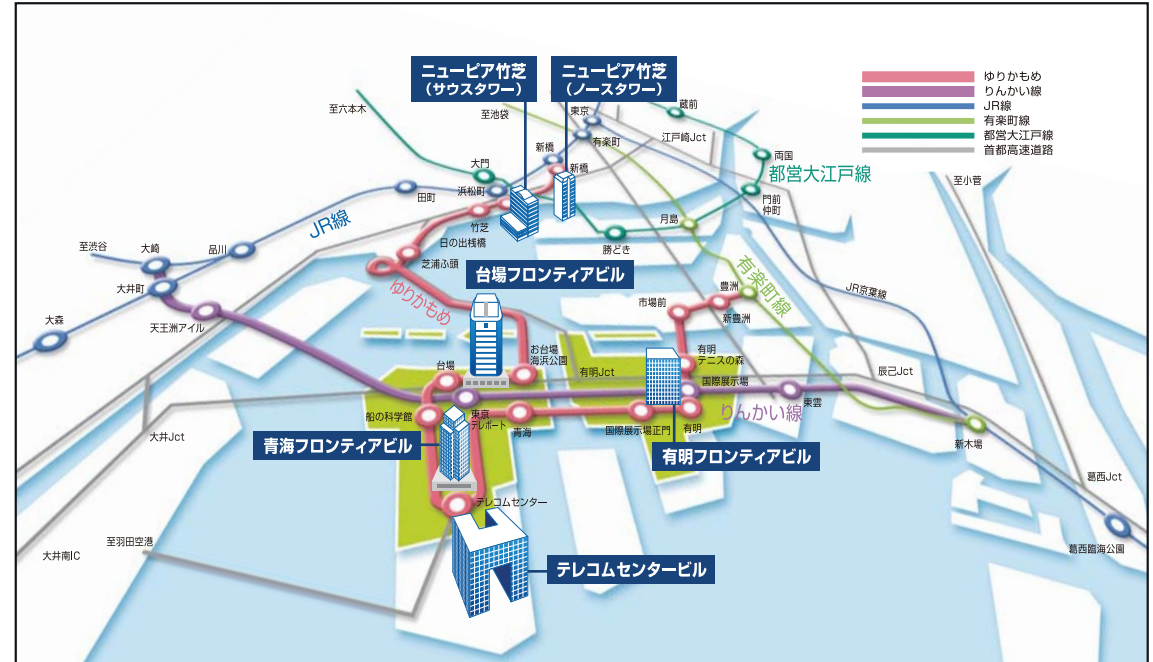 ニューピア竹芝
（サウスタワー）
ニューピア竹芝
（ノースタワー）
ゆりかもめ
りんかい線
JR線
有楽町線
都営大江戸線
首都高速道路
至六本木
至池袋
東京
蔵前
有楽町
江戸崎Jct
新橋
新橋
両国
都営大江戸線
大門
浜松町
田町
門前
仲町
至小菅
JR線
竹芝
日の出桟橋
月島
勝どき
至渋谷
大崎
品川
芝浦ふ頭
台場フロンティアビル
有楽町線
大井町
ゆりかもめ
豊洲
JR京葉線
市場前
新豊洲
大森
天王洲アイル
お台場
海浜公園
有明
テニスの森
台場
有明Jct
国際展示場
辰己Jct
りんかい線
東雲
船の科学館
東京
テレポート
青海
国際展示場正門
有明
大井Jct
青海フロンティアビル
有明フロンティアビル
新木場
葛西Jct
テレコムセンター
至羽田空港
大井南IC
葛西臨海公園
テレコムセンタービル